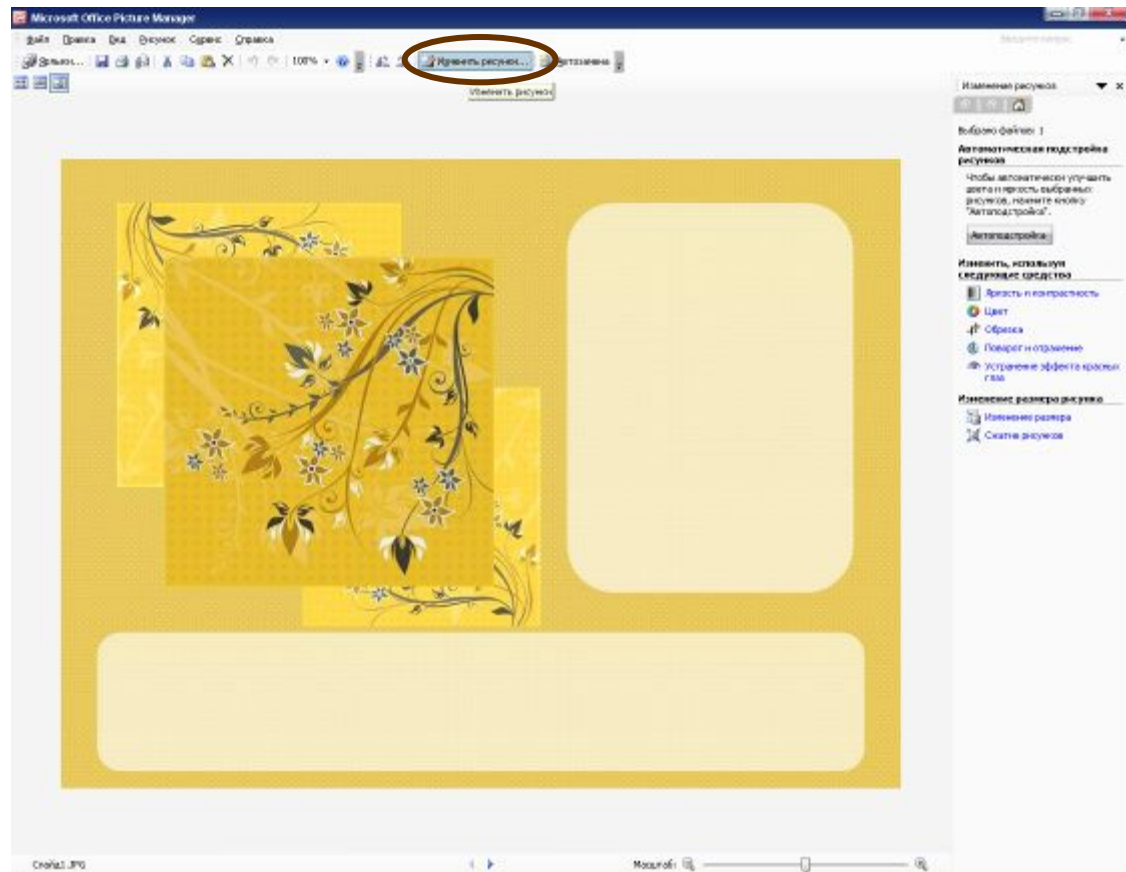 Microsoft Office Picture Manager
Файл Правка Вид Рисунок Сервис Справка
100% Изменить рисунки...
Изменить рисунок
Изменение рисунков
Выбрано файлов: 1
Автоматическая подстройка
рисунков
Чтобы автоматически улучшить
цвета и яркость выбранных
рисунков, нажмите кнопку
"Автоподстройка".
Автоподстройка
Изменить, используя
следующие средства
Яркость и контрастность
Цвет
Обрезка
Поворот и отражение
Устранение эффекта красных
глаз
Изменение размера рисунка
Изменение размера
Сжатие рисунков
Слайд1.JPG
Масштаб: